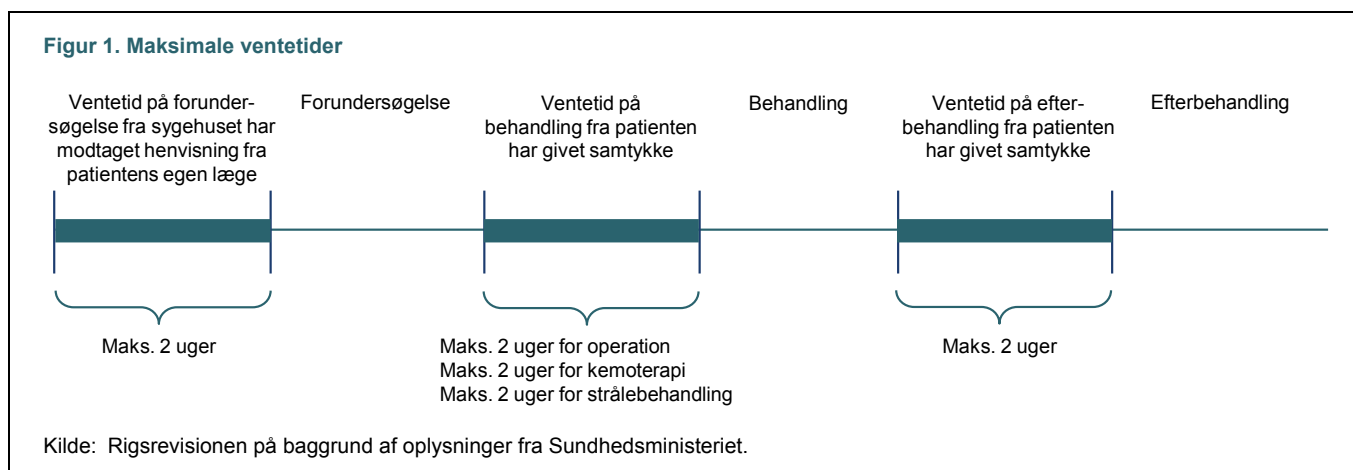 Figur 1. Maksimale ventetider
Ventetid på forunder-
søgelse fra sygehuset har
modtaget henvisning fra
patientens egen læge
Forundersøgelse
Ventetid på
behandling fra patienten
har givet samtykke
Behandling
Ventetid på efter-
behandling fra patienten
har givet samtykke
Efterbehandling
Maks. 2 uger
Maks. 2 uger for operation
Maks. 2 uger for kemoterapi
Maks. 2 uger for strålebehandling
Maks. 2 uger
Kilde: Rigsrevisionen på baggrund af oplysninger fra Sundhedsministeriet.